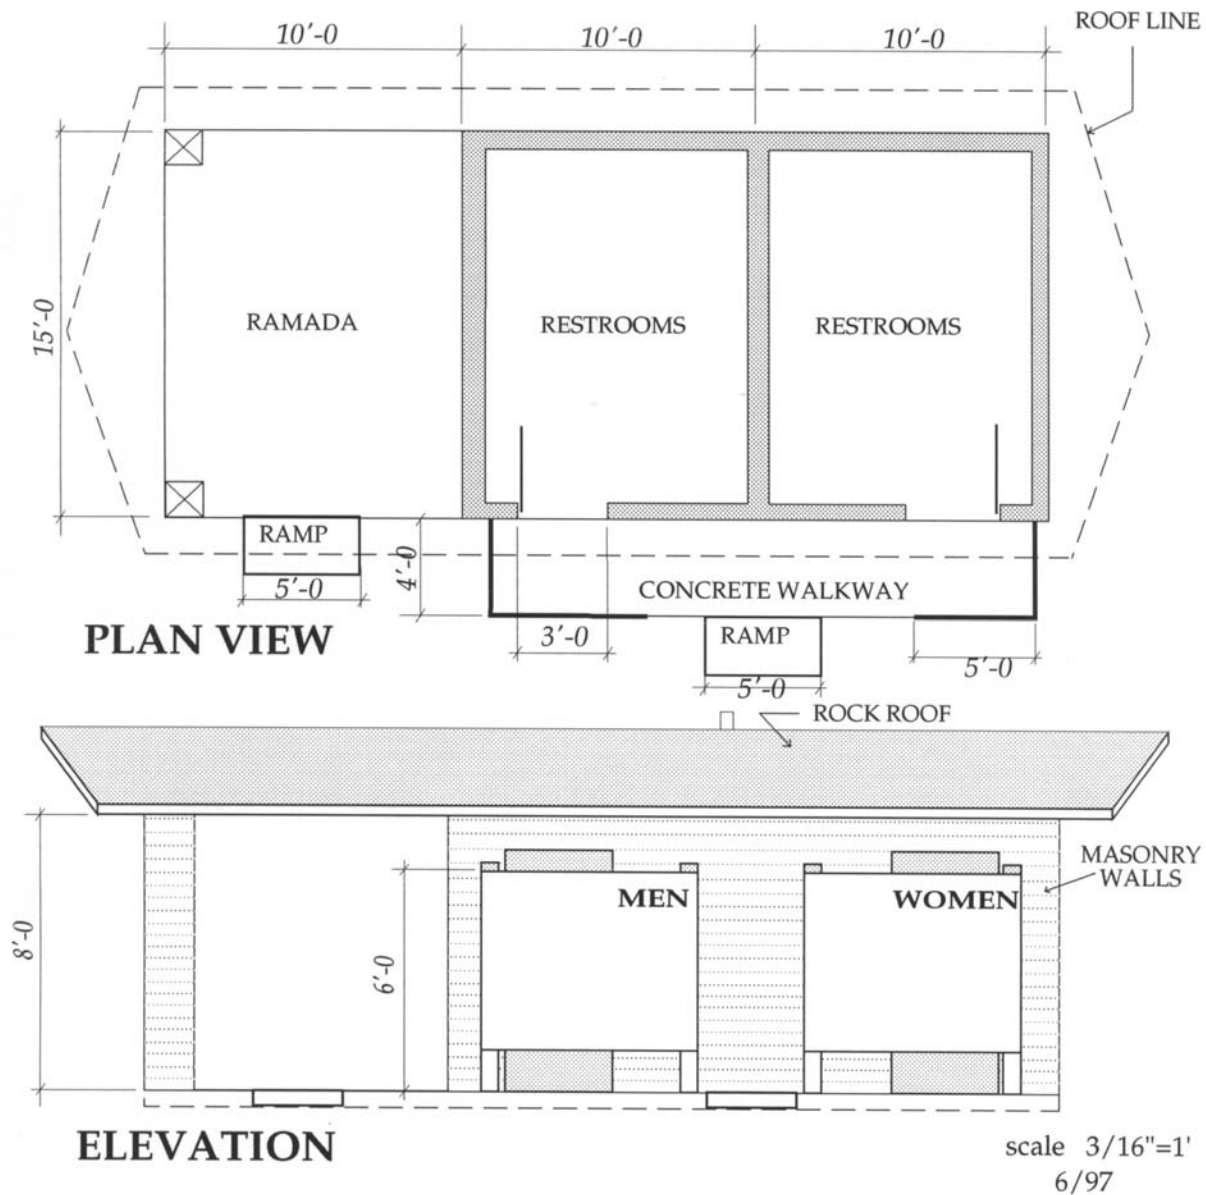 10'-0
10'-0
10'-0
ROOF LINE
15'-0
RAMADA
RESTROOMS
RESTROOMS
RAMP
5'-0
4'-0
CONCRETE WALKWAY
PLAN VIEW
3'-0
RAMP
5'-0
5'-0
ROCK ROOF
MASONRY
WALLS
MEN
WOMEN
8'-0
6'-0
ELEVATION
scale 3/16"=1'
6/97